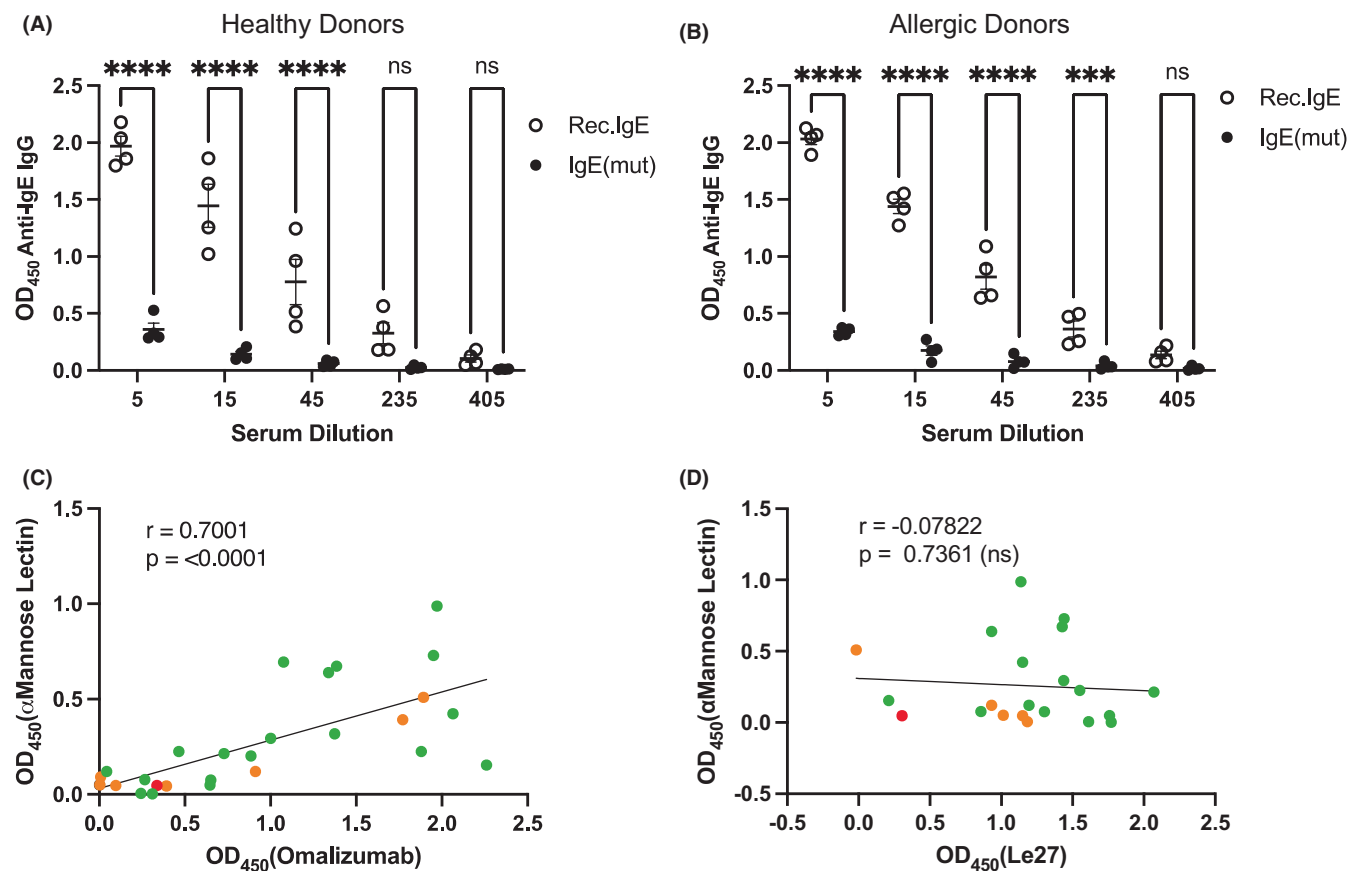 (A)
Healthy Donors
**** **** **** ns ns
2.5
2.0
1.5
1.0
0.5
0.0
OD450 Anti-IgE IgG
5 15 45 235 405
Serum Dilution
Rec.IgE
IgE(mut)
(B)
Allergic Donors
**** **** **** *** ns
2.5
2.0
1.5
1.0
0.5
0.0
OD450 Anti-IgE IgG
5 15 45 235 405
Serum Dilution
Rec.IgE
IgE(mut)
(C)
r = 0.7001
p = <0.0001
1.5
1.0
0.5
0.0
OD450(αMannose Lectin)
0.0 0.5 1.0 1.5 2.0 2.5
OD450(Omalizumab)
(D)
r = -0.07822
p = 0.7361 (ns)
1.5
1.0
0.5
0.0
-0.5
OD450(αMannose Lectin)
-0.5 0.0 0.5 1.0 1.5 2.0 2.5
OD450(Le27)